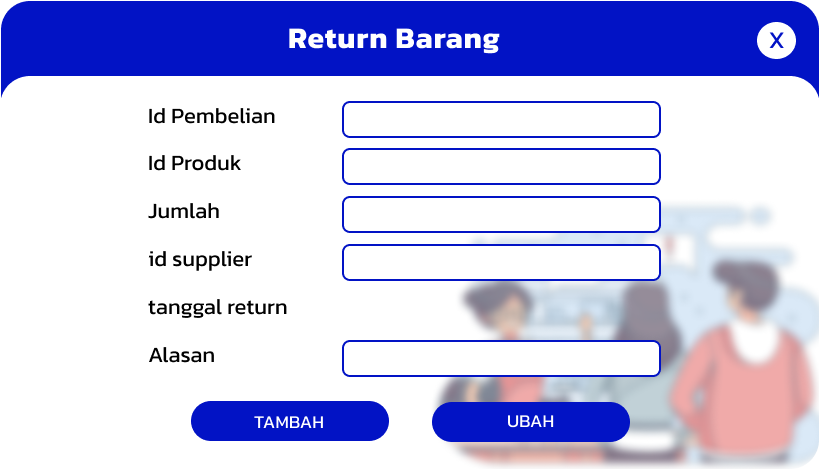 Return Barang
X
Id Pembelian
Id Produk
Jumlah
id supplier
tanggal return
Alasan
TAMBAH
UBAH